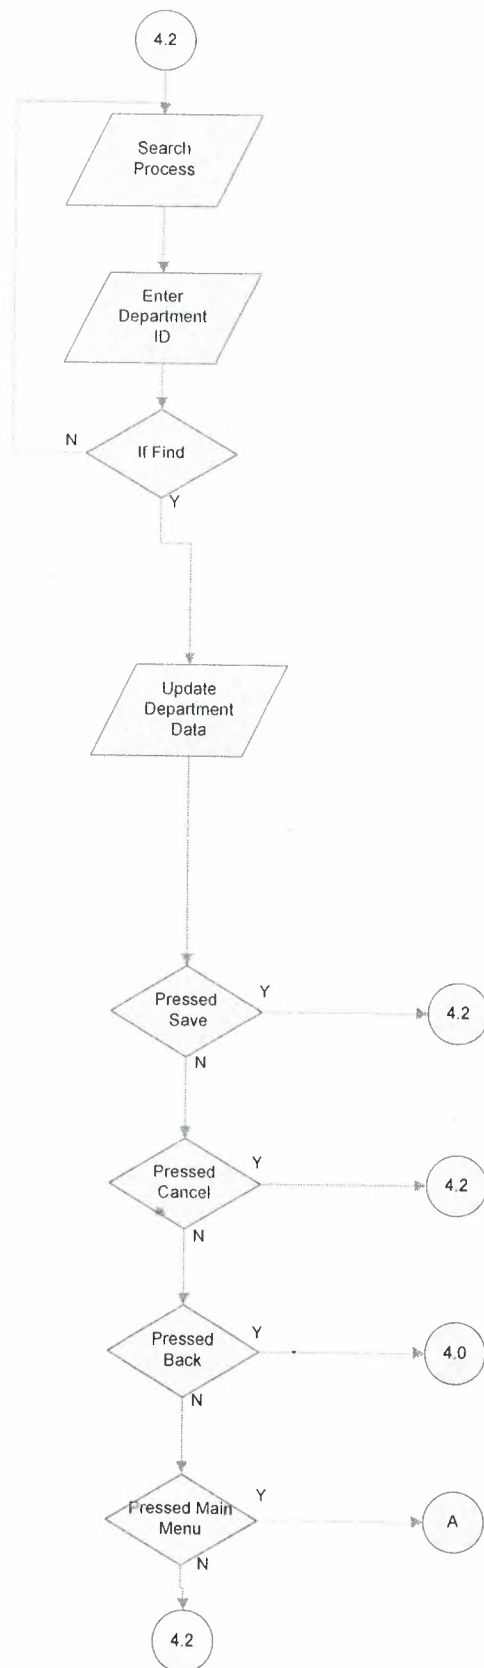 4.2
Search
Process
Enter
Department
ID
N
If Find
Y
Update
Department
Data
Pressed
Save
Y
4.2
N
Pressed
Cancel
Y
4.2
N
Pressed
Back
Y
4.0
N
Pressed Main
Menu
Y
A
N
4.2